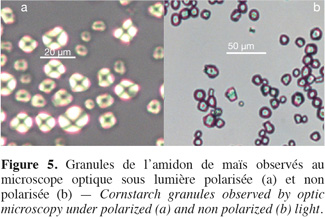 a
b
20 µm
50 µm
Figure 5. Granules de l'amidon de maïs observés au
microscope optique sous lumière polarisée (a) et non
polarisée (b) — Cornstarch granules observed by optic
microscopy under polarized (a) and non polarized (b) light.